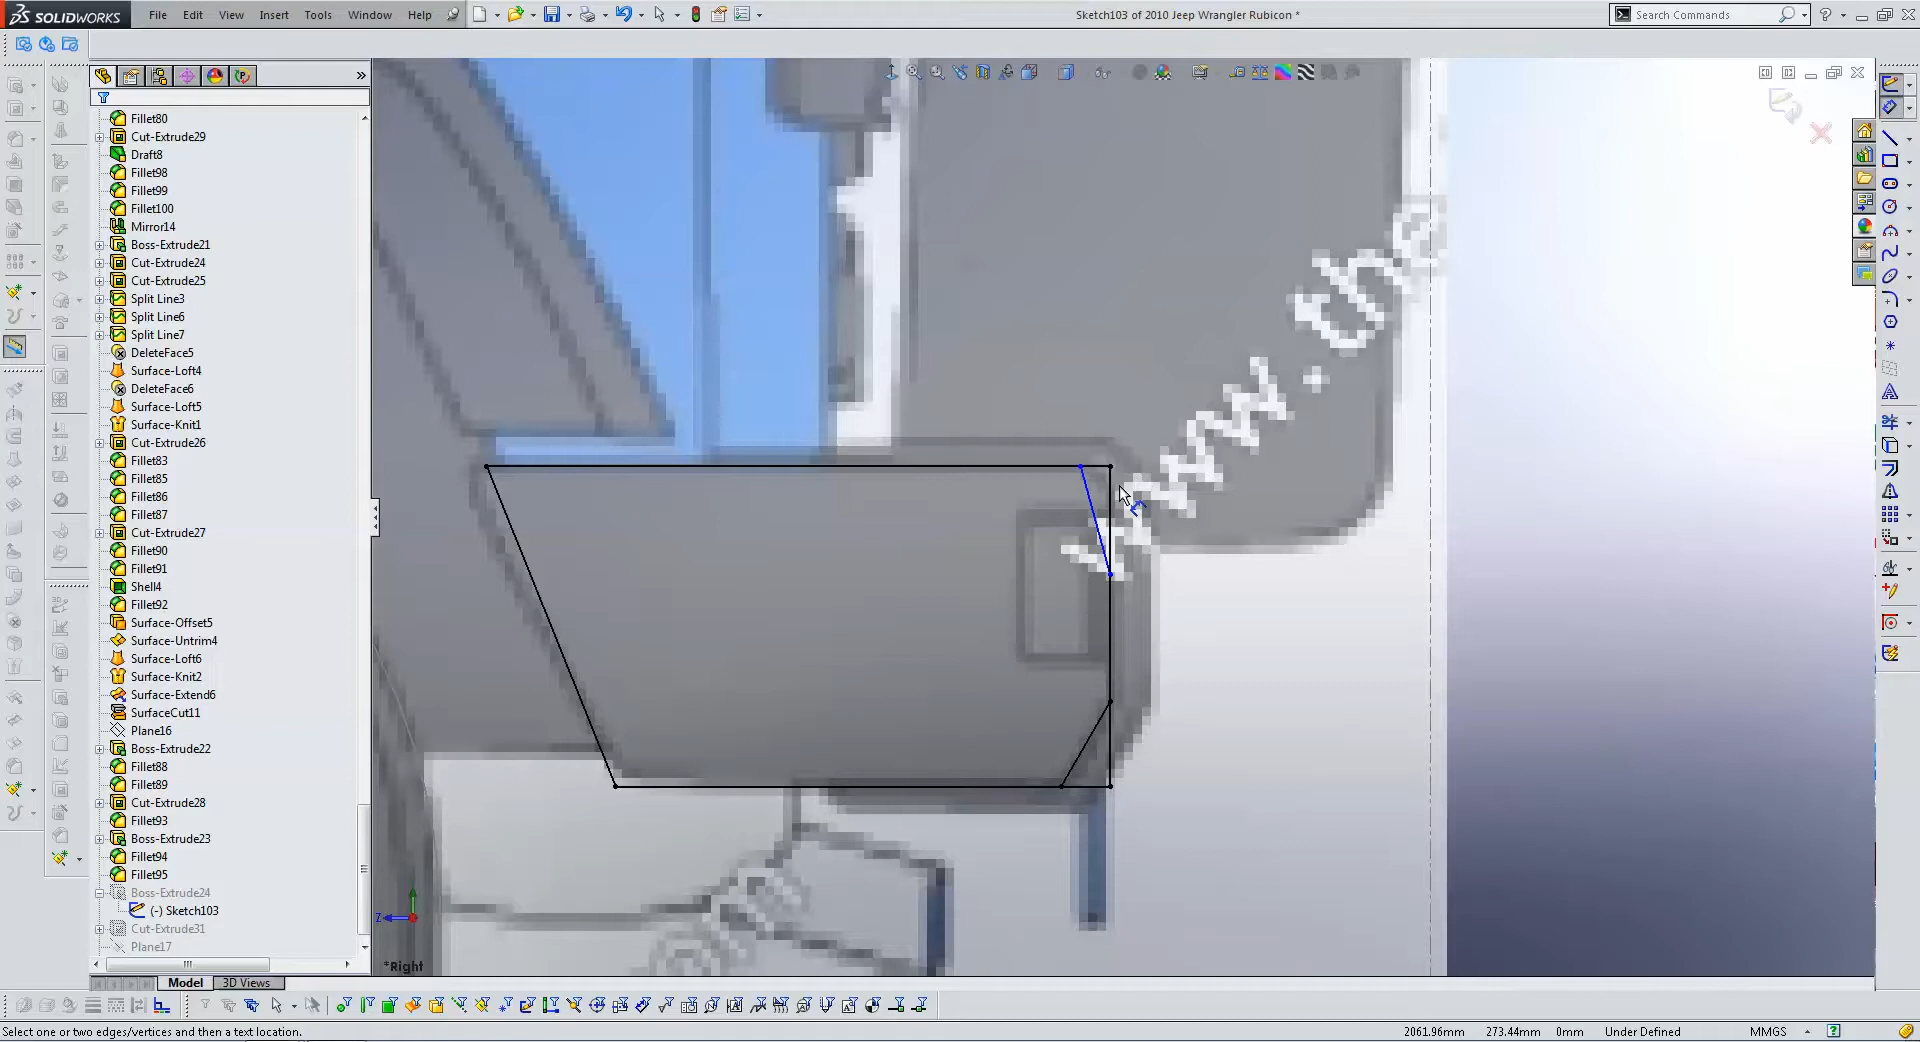 SOLIDWORKS File Edit View Insert Tools Window Help Sketch103 of 2010 Jeep Wrangler Rubicon * Search Commands
Fillet80
Cut-Extrude29
Draft8
Fillet98
Fillet99
Fillet100
Mirror14
Boss-Extrude21
Cut-Extrude24
Cut-Extrude25
Split Line3
Split Line6
Split Line7
DeleteFace5
Surface-Loft4
DeleteFace6
Surface-Loft5
Surface-Knit1
Cut-Extrude26
Fillet83
Fillet85
Fillet86
Fillet87
Cut-Extrude27
Fillet90
Fillet91
Shell4
Fillet92
Surface-Offset5
Surface-Untrim4
Surface-Loft6
Surface-Knit2
Surface-Extend6
SurfaceCut11
Plane16
Boss-Extrude22
Fillet88
Fillet89
Cut-Extrude28
Fillet93
Boss-Extrude23
Fillet94
Fillet95
Boss-Extrude24
(-) Sketch103
Cut-Extrude31
Plane17
www.the
Z
*Right
Model 3D Views
Select one or two edges/vertices and then a text location. 2061.96mm 273.44mm 0mm Under Defined MMGS